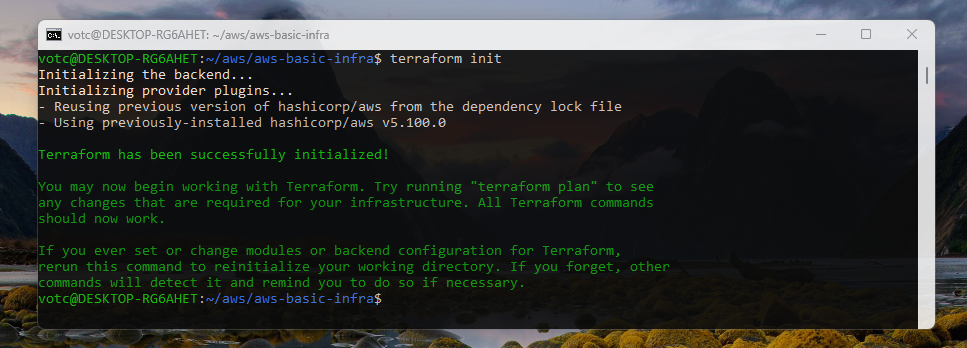 votc@DESKTOP-RG6AHET: ~/aws/aws-basic-infra
votc@DESKTOP-RG6AHET:~/aws/aws-basic-infra$ terraform init
Initializing the backend...
Initializing provider plugins...
- Reusing previous version of hashicorp/aws from the dependency lock file
- Using previously-installed hashicorp/aws v5.100.0

Terraform has been successfully initialized!

You may now begin working with Terraform. Try running "terraform plan" to see
any changes that are required for your infrastructure. All Terraform commands
should now work.

If you ever set or change modules or backend configuration for Terraform,
rerun this command to reinitialize your working directory. If you forget, other
commands will detect it and remind you to do so if necessary.
votc@DESKTOP-RG6AHET:~/aws/aws-basic-infra$